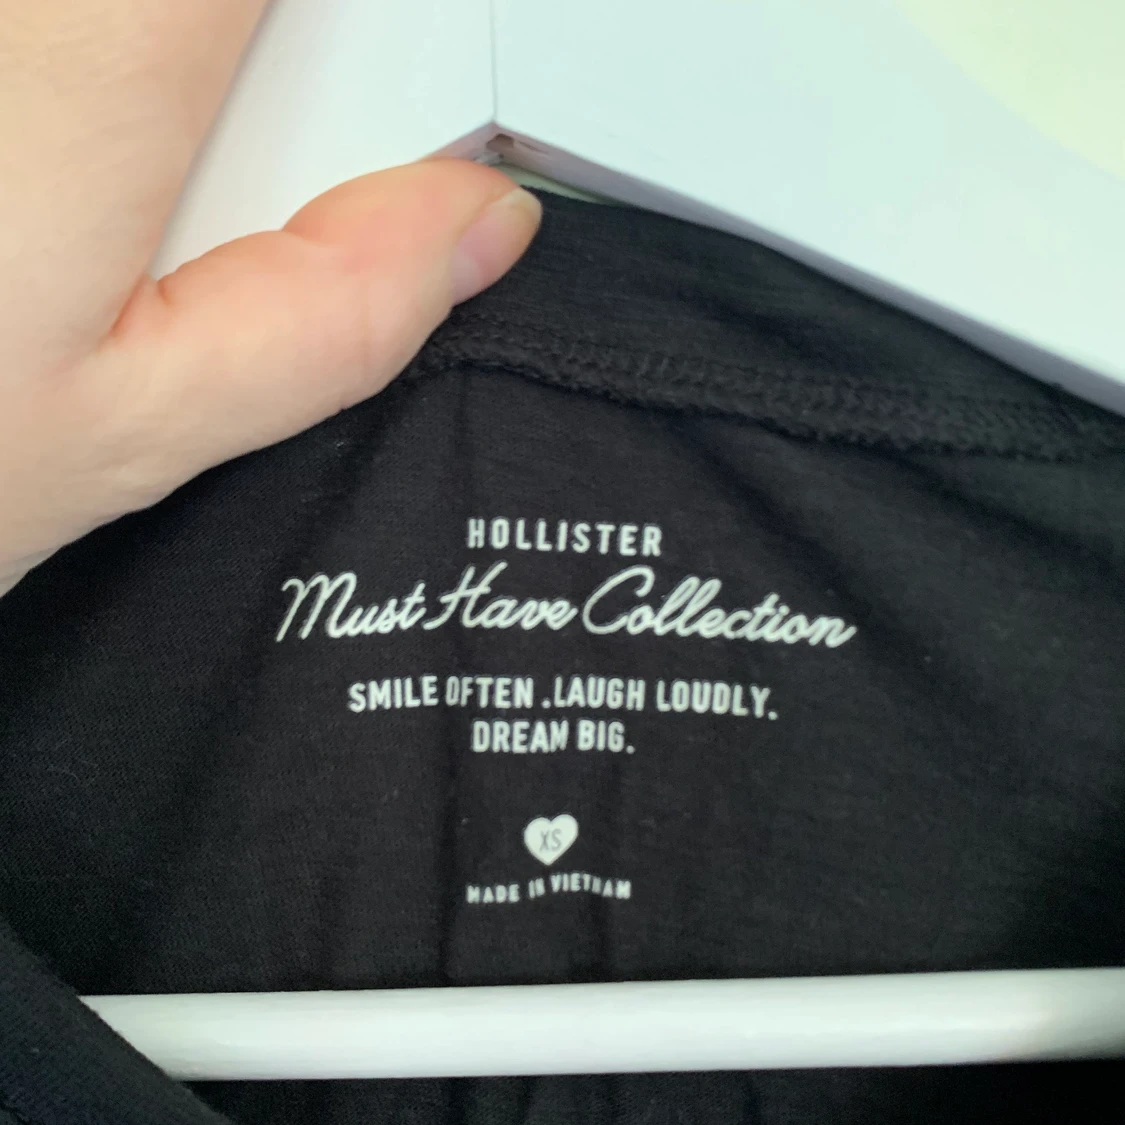 HOLLISTER
Must Have Collection
SMILE OFTEN .LAUGH LOUDLY.
DREAM BIG.
XS
MADE IN VIETNAM